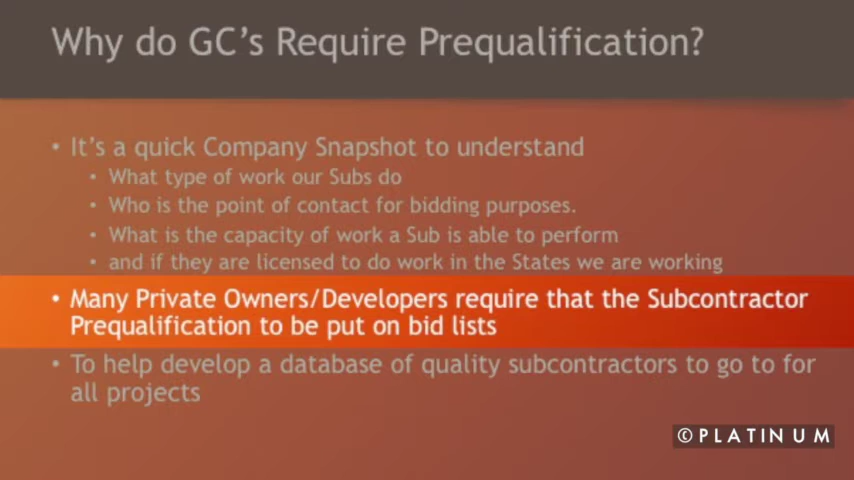 Why do GC's Require Prequalification?
• It's a quick Company Snapshot to understand
• What type of work our Subs do
• Who is the point of contact for bidding purposes.
• What is the capacity of work a Sub is able to perform
• and if they are licensed to do work in the States we are working
• Many Private Owners/Developers require that the Subcontractor
Prequalification to be put on bid lists
• To help develop a database of quality subcontractors to go to for
all projects
©PLATINUM